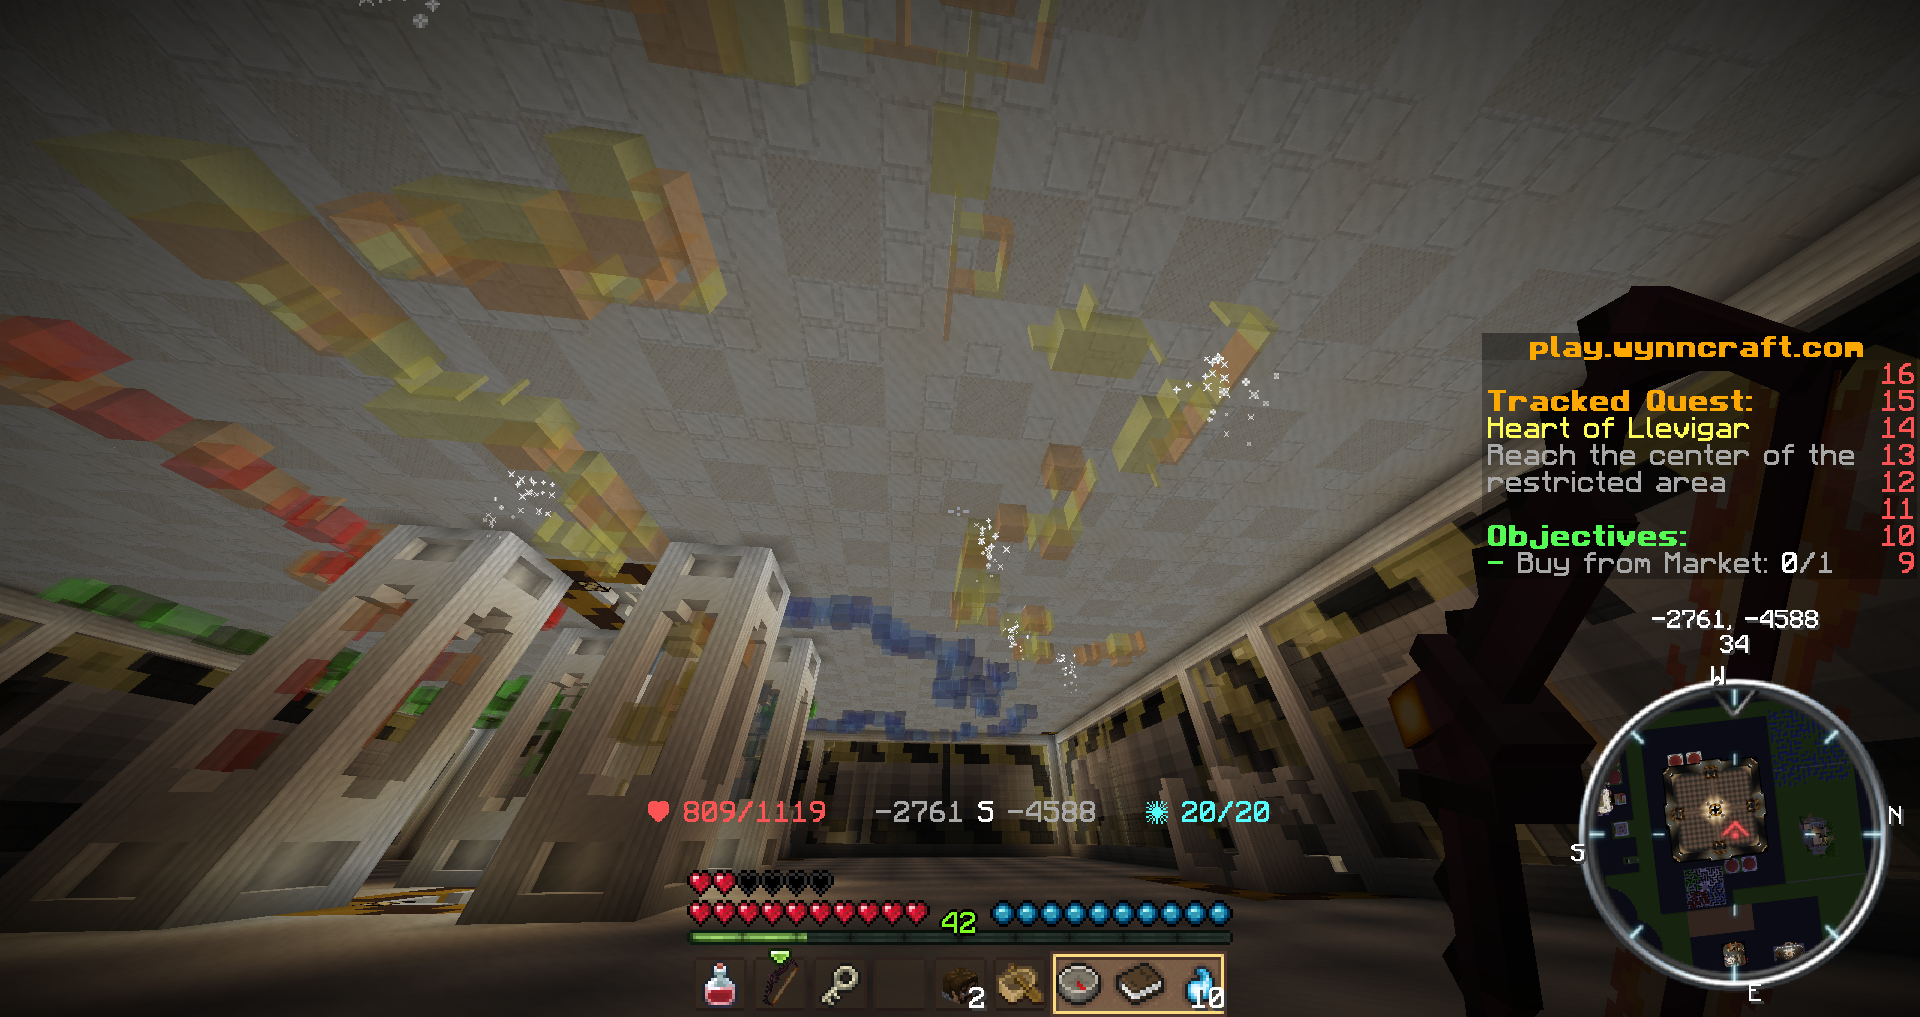 play.wynncraft.com
16
Tracked Quest: 15
Heart of Llevigar 14
Reach the center of the 13
restricted area 12
11
Objectives: 10
- Buy from Market: 0/1 9
-2761, -4588
34
W
N
S
E
809/1119 -2761 S -4588 20/20
42
2 10